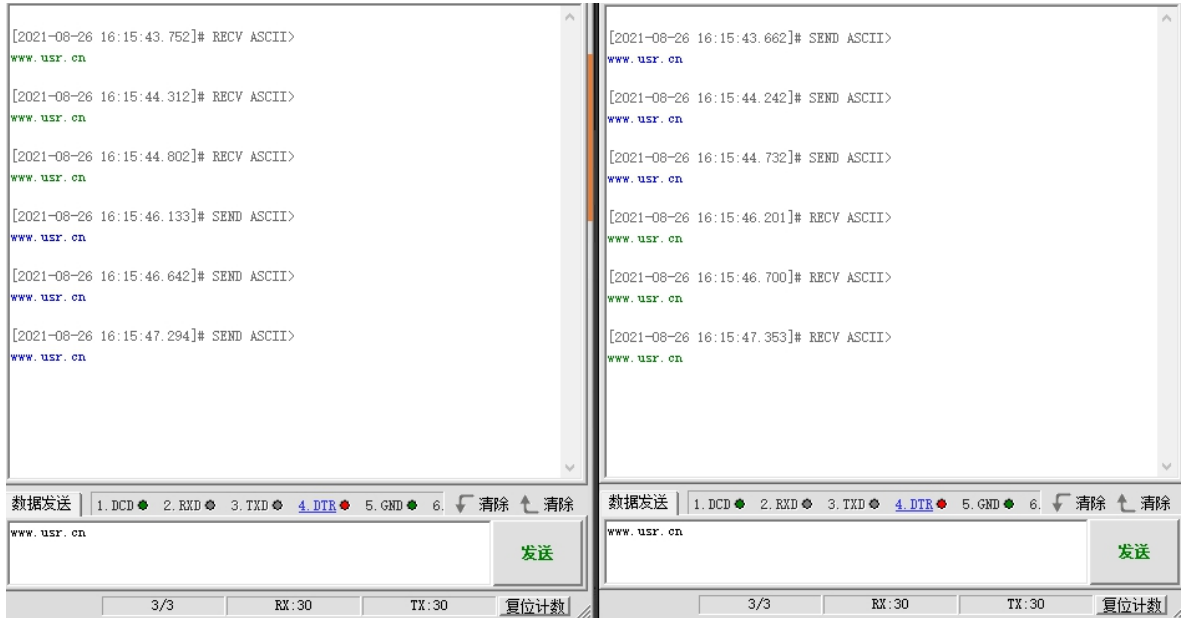 [2021-08-26 16:15:43.752]# RECV ASCII>
www.usr.cn
[2021-08-26 16:15:44.312]# RECV ASCII>
www.usr.cn
[2021-08-26 16:15:44.802]# RECV ASCII>
www.usr.cn
[2021-08-26 16:15:46.133]# SEND ASCII>
www.usr.cn
[2021-08-26 16:15:46.642]# SEND ASCII>
www.usr.cn
[2021-08-26 16:15:47.294]# SEND ASCII>
www.usr.cn
数据发送 1.DCD 2.RXD 3.TXD 4.DTR 5.GND 6. 清除 清除
www.usr.cn
发送
3/3 RX:30 TX:30 复位计数
[2021-08-26 16:15:43.662]# SEND ASCII>
www.usr.cn
[2021-08-26 16:15:44.242]# SEND ASCII>
www.usr.cn
[2021-08-26 16:15:44.732]# SEND ASCII>
www.usr.cn
[2021-08-26 16:15:46.201]# RECV ASCII>
www.usr.cn
[2021-08-26 16:15:46.700]# RECV ASCII>
www.usr.cn
[2021-08-26 16:15:47.353]# RECV ASCII>
www.usr.cn
数据发送 1.DCD 2.RXD 3.TXD 4.DTR 5.GND 6. 清除 清除
www.usr.cn
发送
3/3 RX:30 TX:30 复位计数